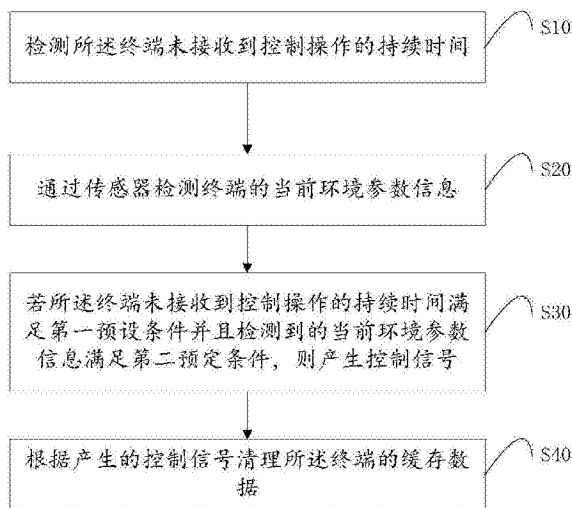 检测所述终端未接收到控制操作的持续时间
S10
通过传感器检测终端的当前环境参数信息
S20
若所述终端未接收到控制操作的持续时间满
足第一预设条件并且检测到的当前环境参数
信息满足第二预定条件，则产生控制信号
S30
根据产生的控制信号清理所述终端的缓存数
据
S40